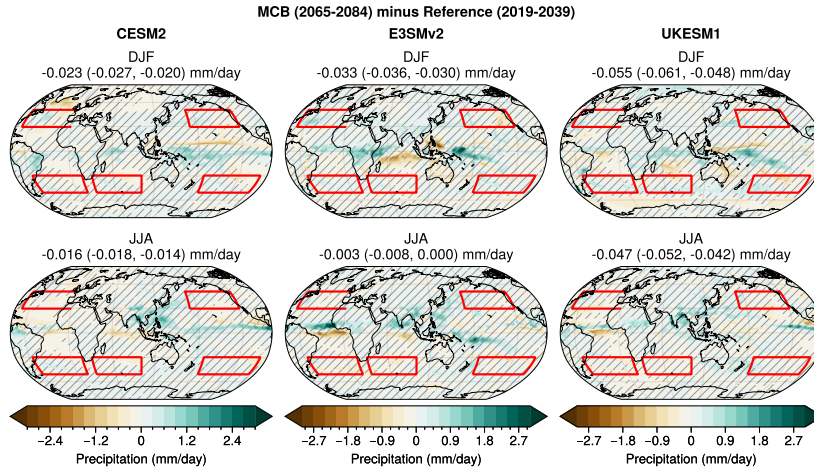 MCB (2065-2084) minus Reference (2019-2039)
CESM2 E3SMv2 UKESM1
DJF DJF DJF
-0.023 (-0.027, -0.020) mm/day -0.033 (-0.036, -0.030) mm/day -0.055 (-0.061, -0.048) mm/day
JJA JJA JJA
-0.016 (-0.018, -0.014) mm/day -0.003 (-0.008, 0.000) mm/day -0.047 (-0.052, -0.042) mm/day
−2.4 −1.2 0 1.2 2.4 −2.7 −1.8 −0.9 0 0.9 1.8 2.7 −2.7 −1.8 −0.9 0 0.9 1.8 2.7
Precipitation (mm/day) Precipitation (mm/day) Precipitation (mm/day)